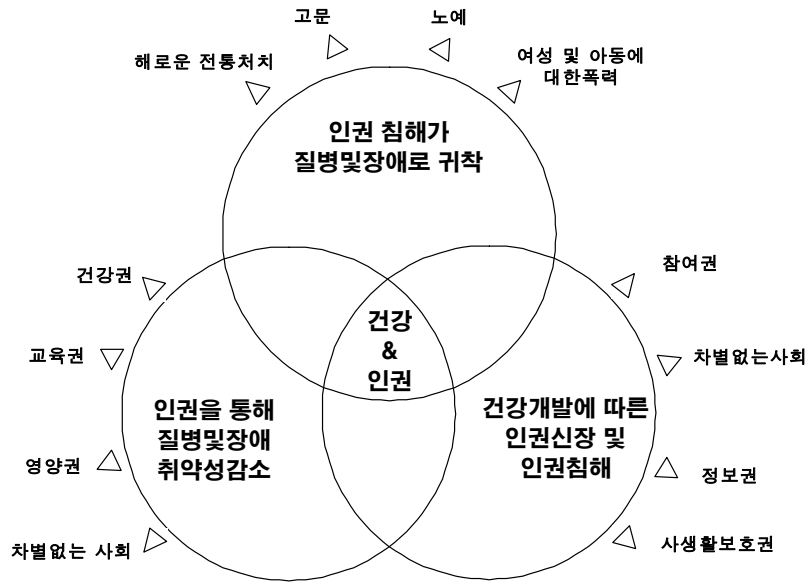 고문
노예
해로운 전통처치
여성 및 아동에
대한폭력
인권 침해가
질병및장애로 귀착
건강권
참여권
건강
&
인권
교육권
차별없는사회
인권을 통해
질병및장애
취약성감소
건강개발에 따른
인권신장 및
인권침해
영양권
정보권
차별없는 사회
사생활보호권